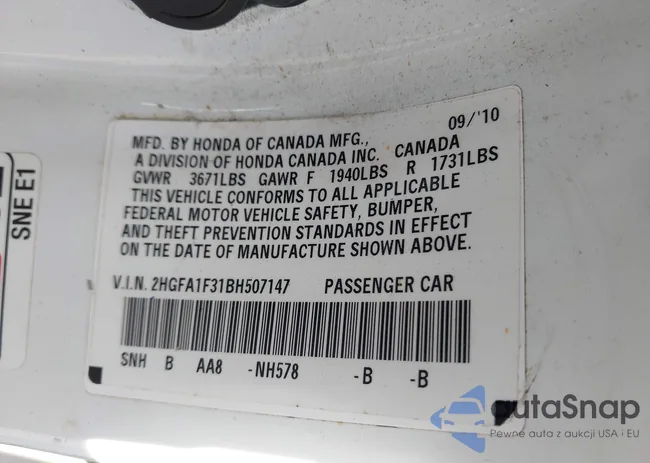 SNE E1
09/'10
MFD. BY HONDA OF CANADA MFG.,
A DIVISION OF HONDA CANADA INC. CANADA
GVWR 3671LBS GAWR F 1940LBS R 1731LBS
THIS VEHICLE CONFORMS TO ALL APPLICABLE
FEDERAL MOTOR VEHICLE SAFETY, BUMPER,
AND THEFT PREVENTION STANDARDS IN EFFECT
ON THE DATE OF MANUFACTURE SHOWN ABOVE.
V.I.N. 2HGFA1F31BH507147 PASSENGER CAR
SNH B AA8 -NH578 -B -B
autaSnap
Pewne auta z aukcji USA i EU